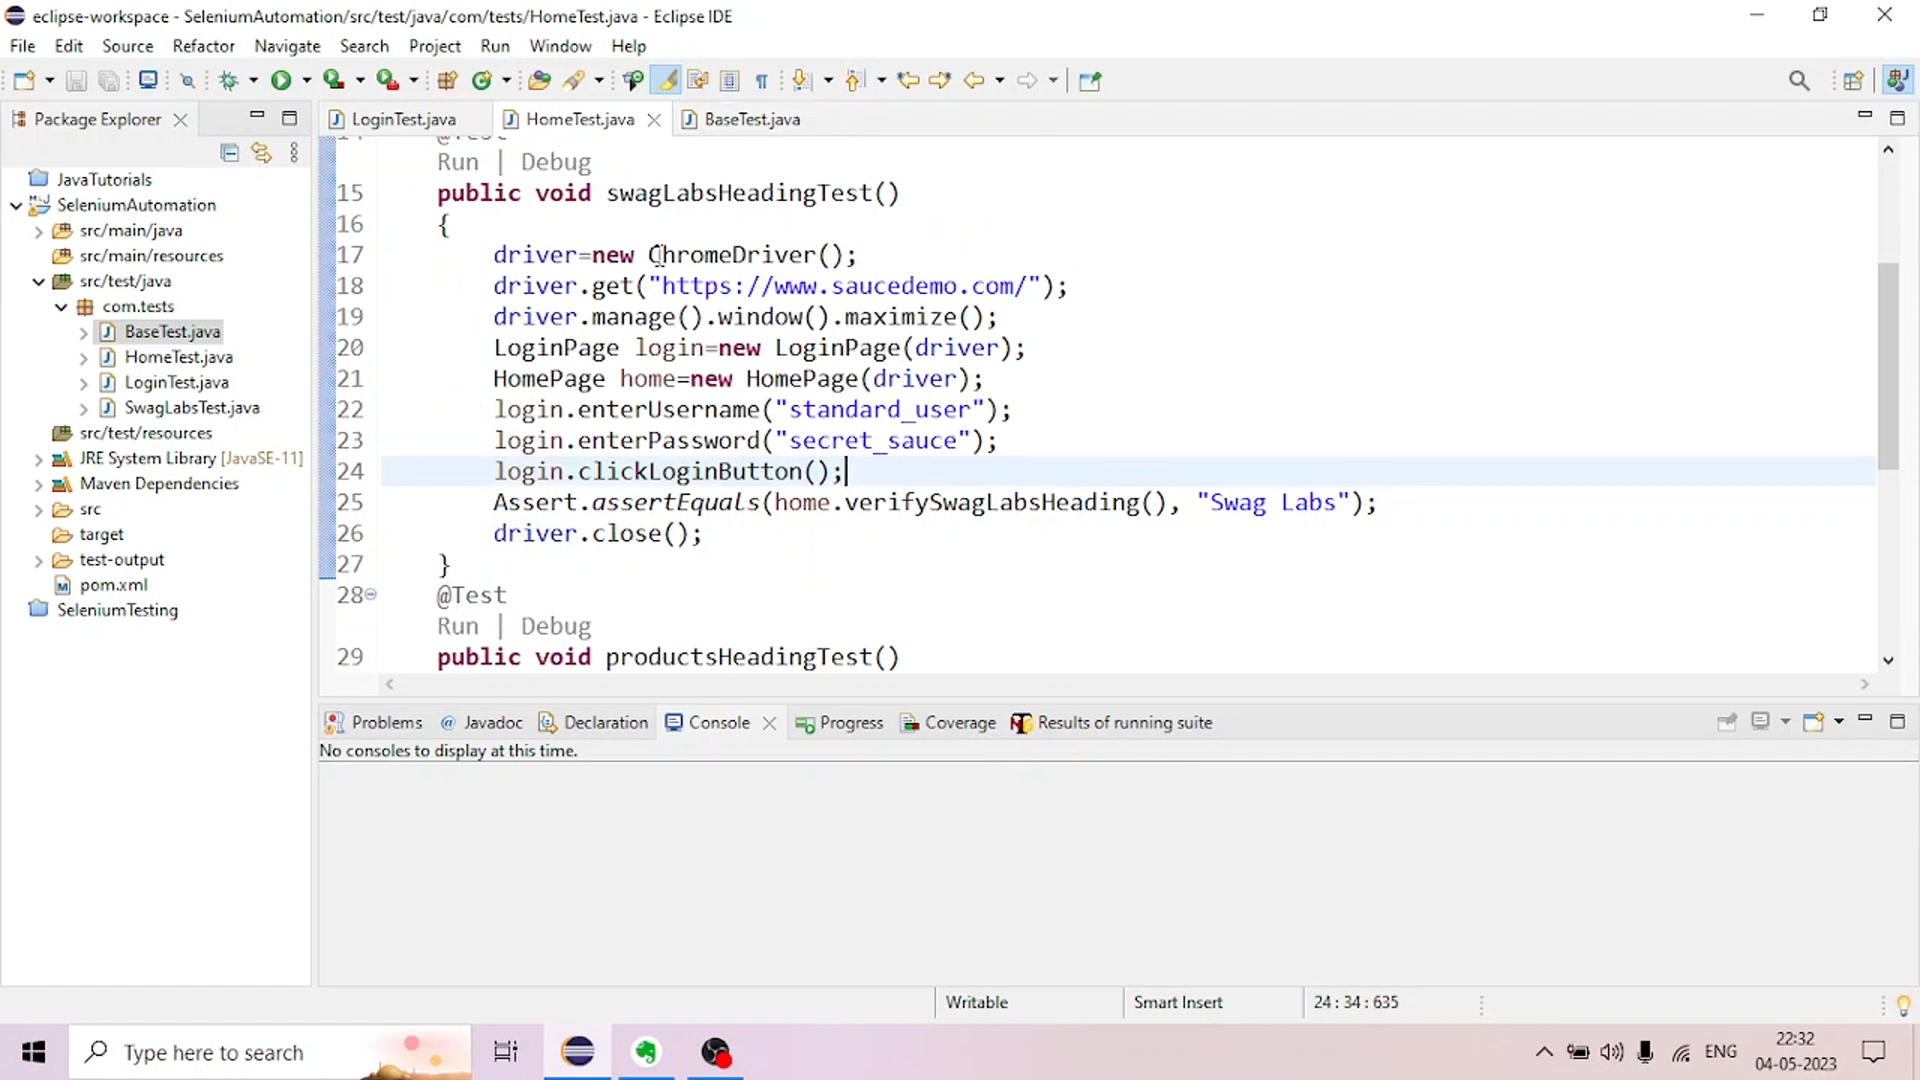 eclipse-workspace - SeleniumAutomation/src/test/java/com/tests/HomeTest.java - Eclipse IDE
File Edit Source Refactor Navigate Search Project Run Window Help
Package Explorer
JavaTutorials
SeleniumAutomation
src/main/java
src/main/resources
src/test/java
com.tests
BaseTest.java
HomeTest.java
LoginTest.java
SwagLabsTest.java
src/test/resources
JRE System Library [JavaSE-11]
Maven Dependencies
src
target
test-output
pom.xml
SeleniumTesting
LoginTest.java HomeTest.java BaseTest.java
14 @Test
Run | Debug
15 public void swagLabsHeadingTest()
16 {
17 driver=new ChromeDriver();
18 driver.get("https://www.saucedemo.com/");
19 driver.manage().window().maximize();
20 LoginPage login=new LoginPage(driver);
21 HomePage home=new HomePage(driver);
22 login.enterUsername("standard_user");
23 login.enterPassword("secret_sauce");
24 login.clickLoginButton();
25 Assert.assertEquals(home.verifySwagLabsHeading(), "Swag Labs");
26 driver.close();
27 }
28 @Test
Run | Debug
29 public void productsHeadingTest()
Problems Javadoc Declaration Console Progress Coverage Results of running suite
No consoles to display at this time.
Writable Smart Insert 24 : 34 : 635
Type here to search
ENG
22:32
04-05-2023